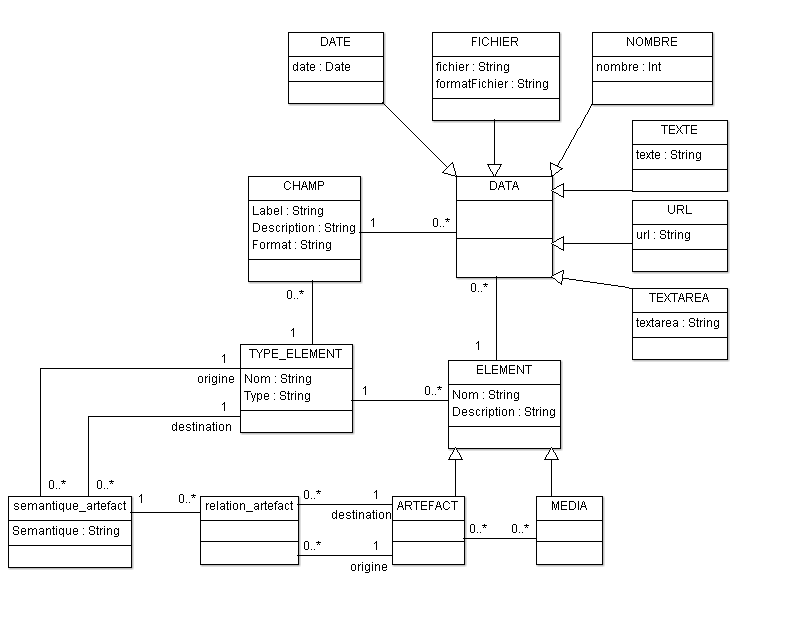 DATE
date : Date
FICHIER
fichier : String
formatFichier : String
NOMBRE
nombre : Int
TEXTE
texte : String
CHAMP
Label : String
Description : String
Format : String
1
0..*
DATA
URL
url : String
TEXTAREA
textarea : String
0..*
1
0..*
1
TYPE_ELEMENT
Nom : String
Type : String
1
origine
1
destination
1
0..*
ELEMENT
Nom : String
Description : String
0..*
0..*
semantique_artefact
Semantique : String
1
0..*
relation_artefact
0..*
1
destination
0..*
1
origine
ARTEFACT
0..*
0..*
MEDIA